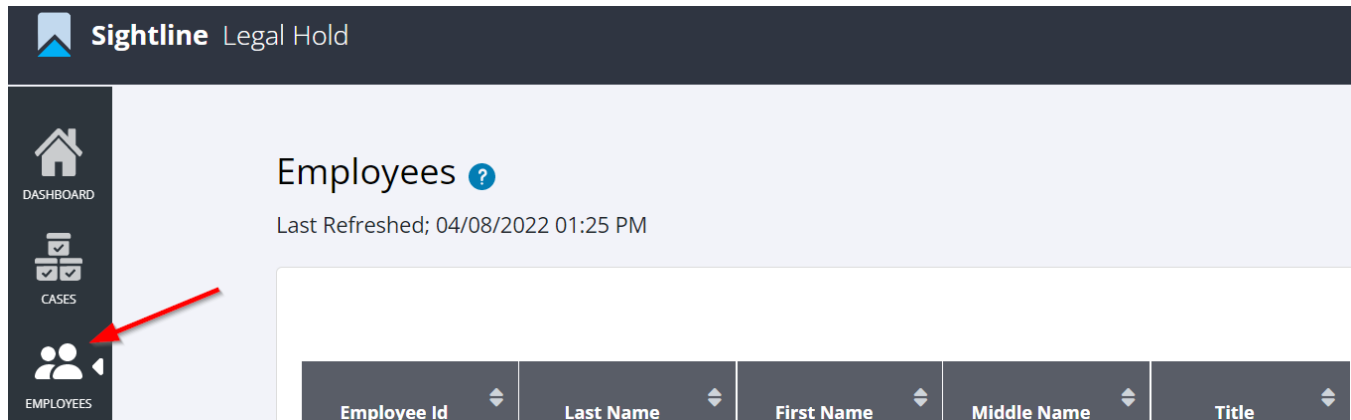 Sightline Legal Hold
DASHBOARD
CASES
EMPLOYEES
Employees ?
Last Refreshed; 04/08/2022 01:25 PM
Employee Id Last Name First Name Middle Name Title